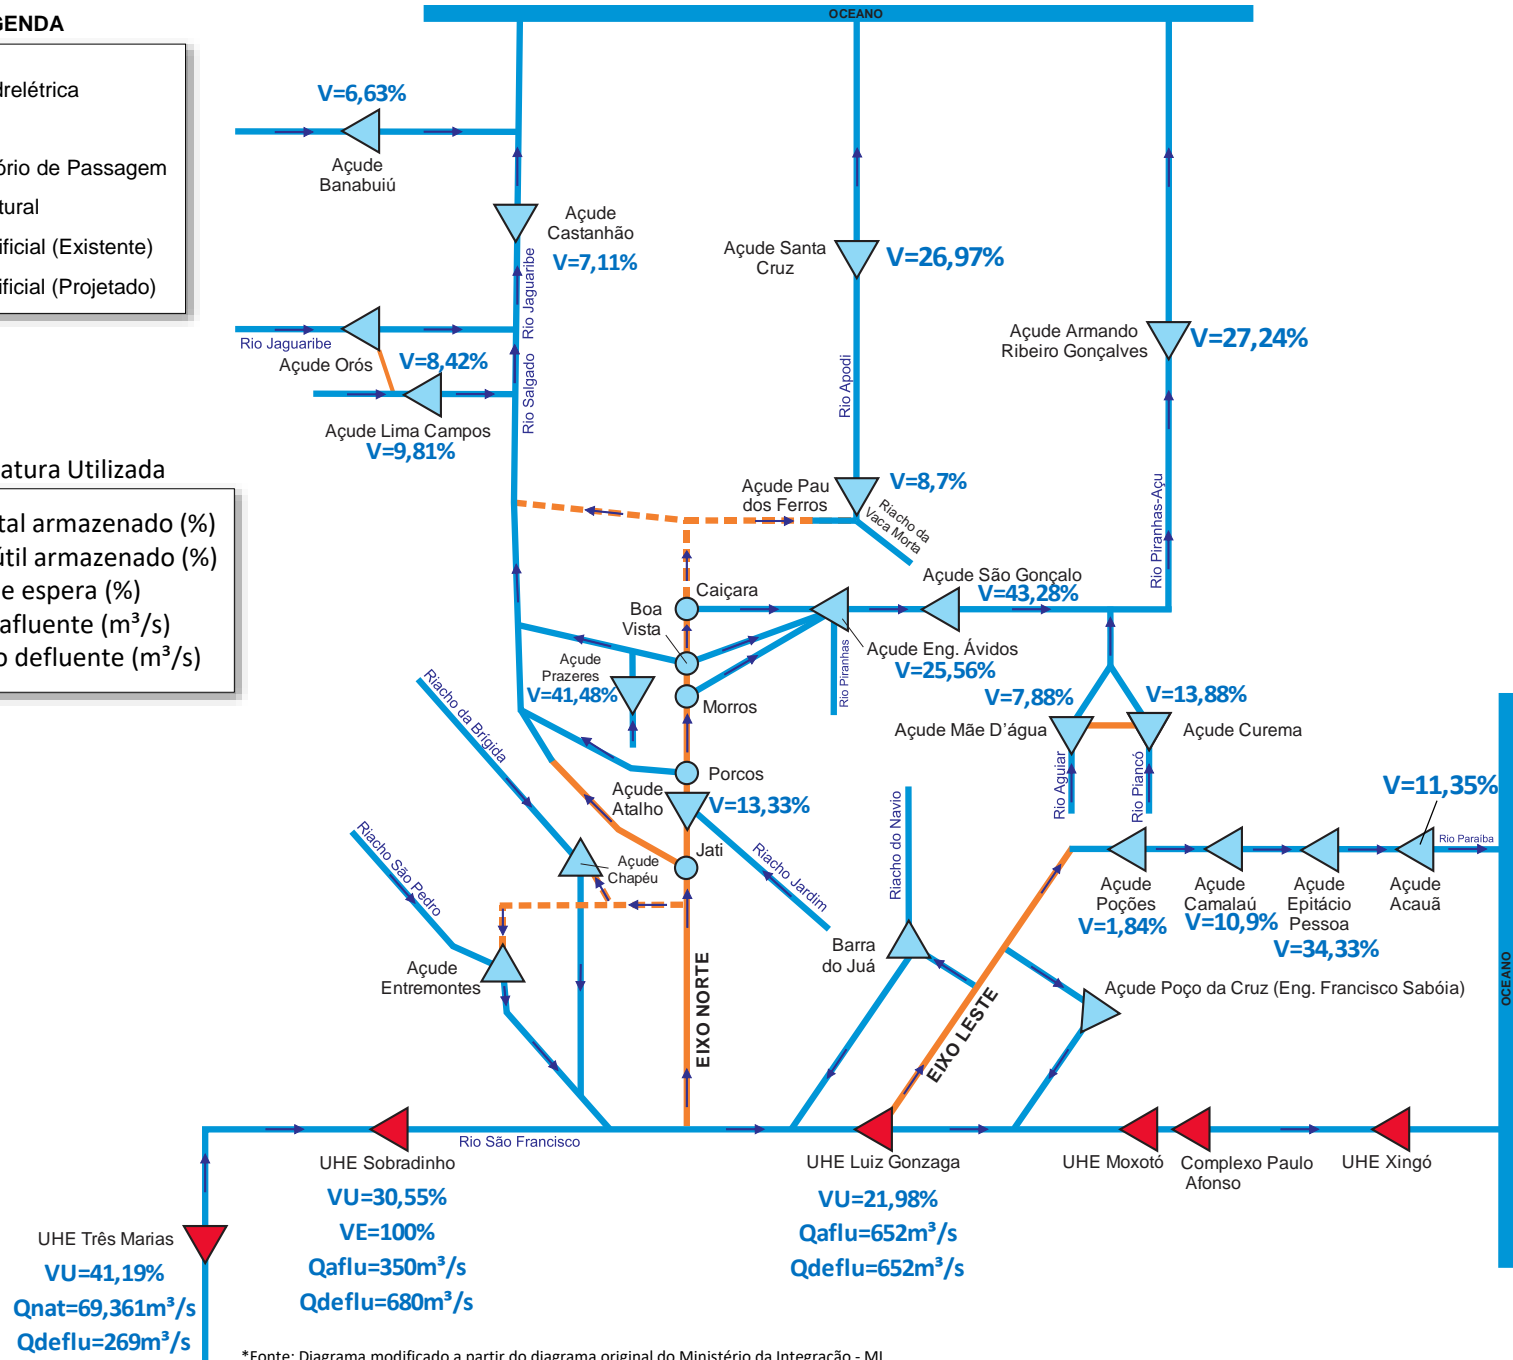 OCEANO
GENDA
drelétrica
ório de Passagem
tural
ificial (Existente)
ificial (Projetado)
V=6,63%
Açude
Banabuiú
Açude
Castanhão
V=7,11%
Rio Jaguaribe
Açude Santa
Cruz
V=26,97%
Açude Armando
Ribeiro Gonçalves
V=27,24%
Rio Jaguaribe
Açude Orós
V=8,42%
Rio Salgado
Rio Apodi
Açude Lima Campos
V=9,81%
atura Utilizada
tal armazenado (%)
útil armazenado (%)
e espera (%)
afluente (m³/s)
o defluente (m³/s)
Açude Pau
dos Ferros
V=8,7%
Riacho da
Vaca Morta
Rio Piranhas-Açu
Açude São Gonçalo
V=43,28%
Caiçara
Boa
Vista
Açude Eng. Ávidos
V=25,56%
Rio Piranhas
Açude
Prazeres
V=41,48%
Morros
V=7,88%
V=13,88%
Açude Mãe D’água
Açude Curema
Rio Aguiar
Rio Piancó
Riacho da Brígida
Porcos
Açude
Atalho
V=13,33%
V=11,35%
Rio Paraíba
Riacho São Pedro
Açude
Chapéu
Jati
Riacho Jardim
Riacho do Navio
Açude
Poções
V=1,84%
Açude
Camalaú
V=10,9%
Açude
Epitácio
Pessoa
V=34,33%
Açude
Acauã
Açude
Entremontes
Barra
do Juá
Açude Poço da Cruz (Eng. Francisco Sabóia)
OCEANO
EIXO NORTE
EIXO LESTE
Rio São Francisco
UHE Sobradinho
VU=30,55%
VE=100%
Qaflu=350m³/s
Qdeflu=680m³/s
UHE Luiz Gonzaga
VU=21,98%
Qaflu=652m³/s
Qdeflu=652m³/s
UHE Moxotó
Complexo Paulo
Afonso
UHE Xingó
UHE Três Marias
VU=41,19%
Qnat=69,361m³/s
Qdeflu=269m³/s
*Fonte: Diagrama modificado a partir do diagrama original do Ministério da Integração - MI